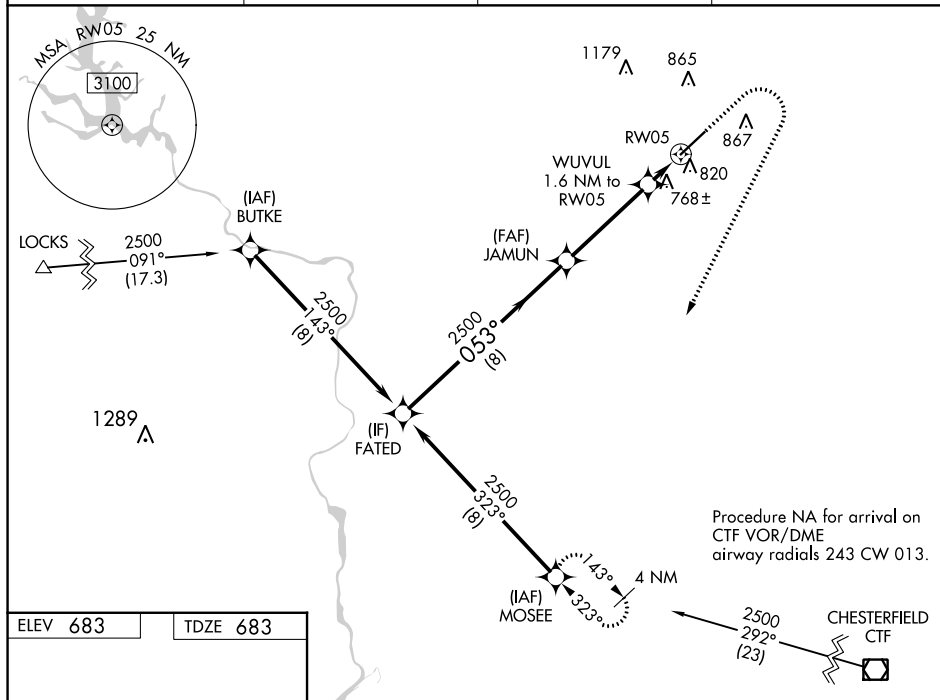 MSA RW05 25 NM
3100
1179
865
867
RW05
820
WUVUL
1.6 NM to
RW05
768±
(IAF)
BUTKE
LOCKS
2500
091°
(17.3)
(FAF)
JAMUN
2500
143°
(8)
2500
053°
(8)
1289
(IF)
FATED
2500
323°
(8)
Procedure NA for arrival on
CTF VOR/DME
airway radials 243 CW 013.
143°
323°
4 NM
(IAF)
MOSEE
2500
292°
(23)
CHESTERFIELD
CTF
ELEV 683
TDZE 683